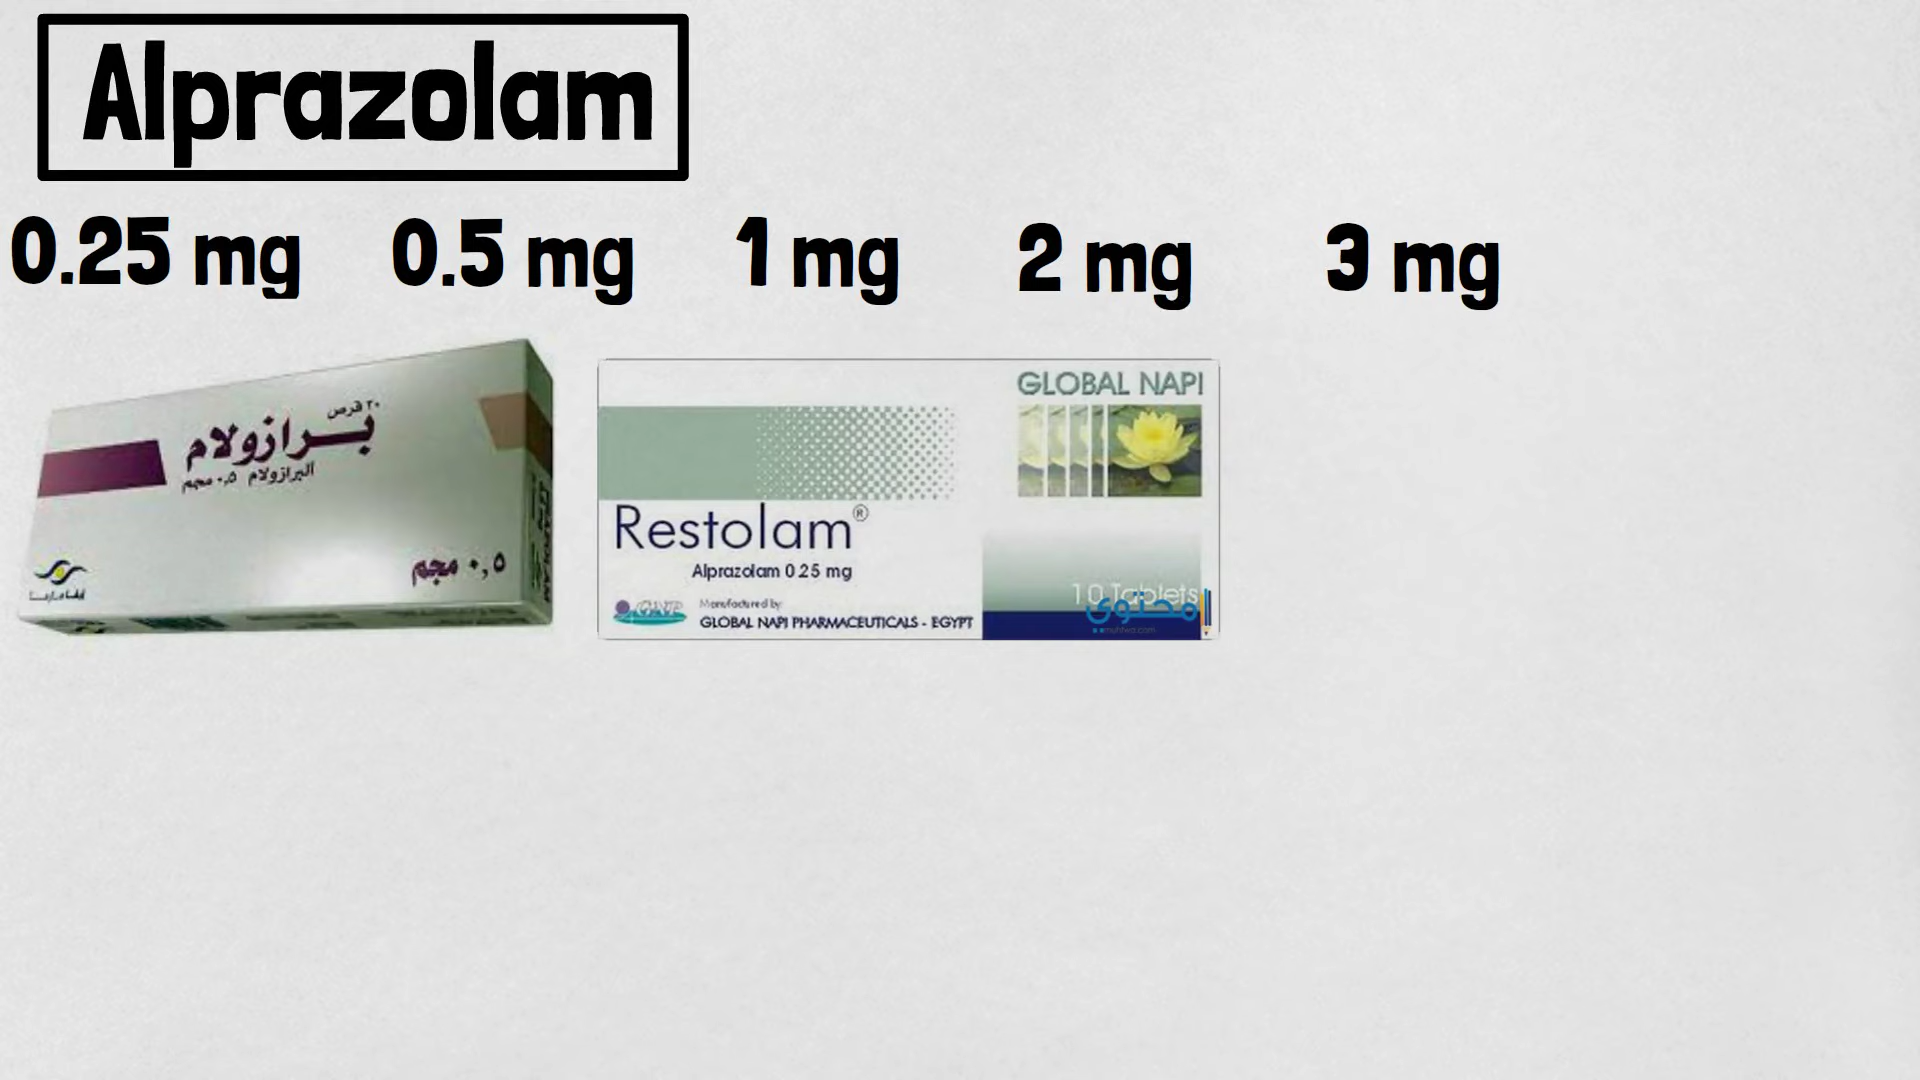 Alprazolam
0.25 mg 0.5 mg 1 mg 2 mg 3 mg
٢٠ قرص
برازولام
البرازولام ٠,٥ مجم
٠,٥ مجم
GLOBAL NAPI
Restolam®
Alprazolam 0.25 mg
GNP
Manufactured by:
GLOBAL NAPI PHARMACEUTICALS - EGYPT
10 Tablets
محتوى